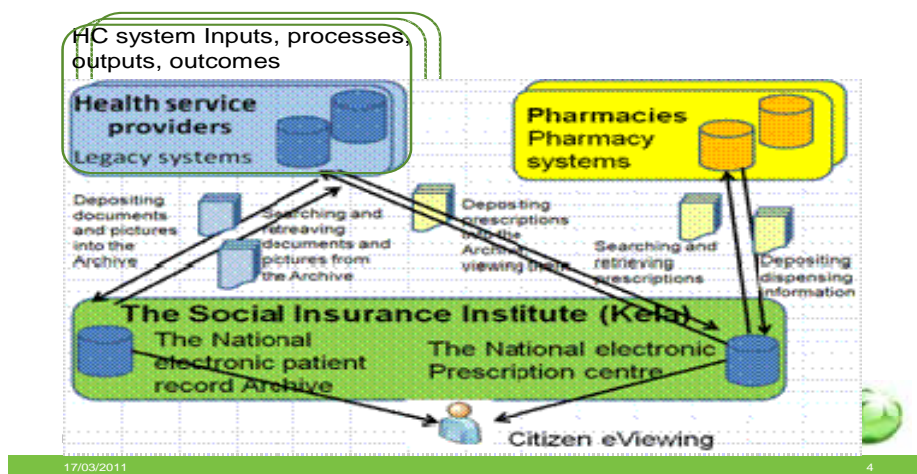 HC system Inputs, processes,
outputs, outcomes
Health service
providers
Legacy systems
Pharmacies
Pharmacy
systems
Depositing
documents
and pictures
into the
Archive
Searching and
retreaving
documents and
pictures from
the Archive
Depositing
prescriptions
into the
Archive
viewing them
Searching and
retrieving
prescriptions
Depositing
dispensing
information
The Social Insurance Institute (Kela)
The National
electronic patient
record Archive
The National electronic
Prescription centre
Citizen eViewing
17/03/2011
4